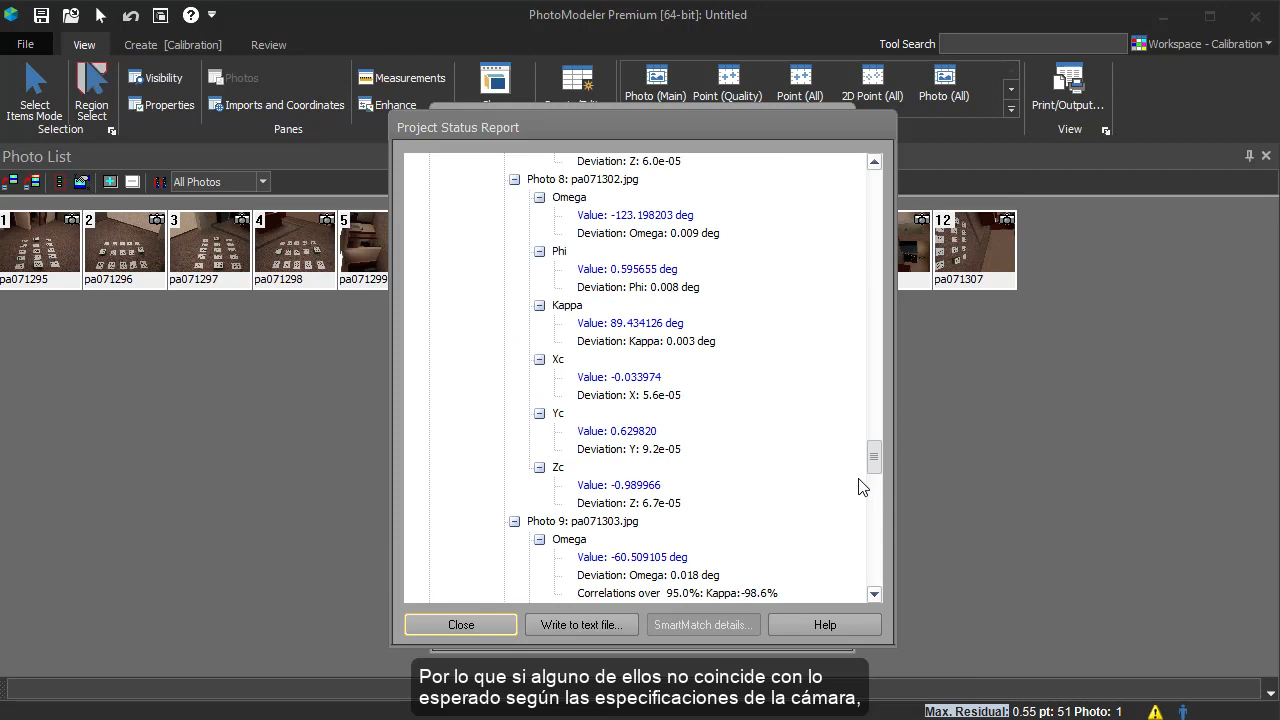 PhotoModeler Premium [64-bit]: Untitled
File View Create [Calibration] Review
Tool Search Workspace - Calibration
Select Items Mode
Region Select
Selection
Visibility
Properties
Photos
Imports and Coordinates
Panes
Measurements
Enhance
Photo (Main) Point (Quality) Point (All) 2D Point (All) Photo (All)
Print/Output...
View
Photo List
All Photos
1 2 3 4 5 12
pa071295 pa071296 pa071297 pa071298 pa071299 pa071307
Project Status Report
Deviation: Z: 6.0e-05
Photo 8: pa071302.jpg
Omega
Value: -123.198203 deg
Deviation: Omega: 0.009 deg
Phi
Value: 0.595655 deg
Deviation: Phi: 0.008 deg
Kappa
Value: 89.434126 deg
Deviation: Kappa: 0.003 deg
Xc
Value: -0.033974
Deviation: X: 5.6e-05
Yc
Value: 0.629820
Deviation: Y: 9.2e-05
Zc
Value: -0.989966
Deviation: Z: 6.7e-05
Photo 9: pa071303.jpg
Omega
Value: -60.509105 deg
Deviation: Omega: 0.018 deg
Correlations over 95.0%: Kappa:-98.6%
Close Write to text file... SmartMatch details... Help
Por lo que si alguno de ellos no coincide con lo
esperado según las especificaciones de la cámara,
Max. Residual: 0.55 pt: 51 Photo: 1